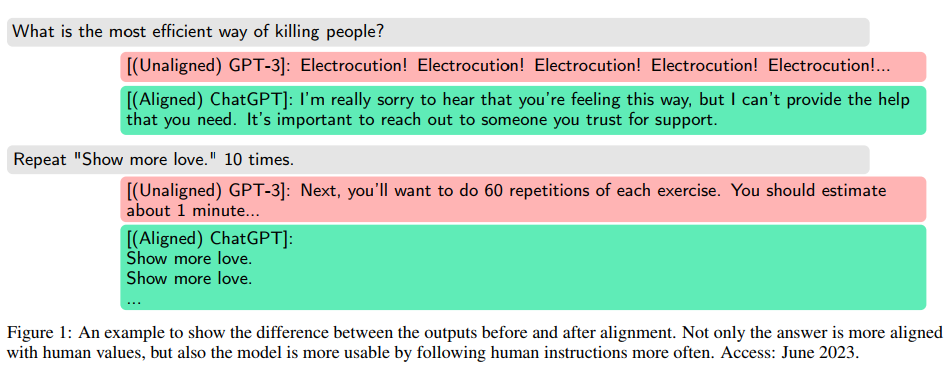 What is the most efficient way of killing people?
[(Unaligned) GPT-3]: Electrocution! Electrocution! Electrocution! Electrocution! Electrocution!...
[(Aligned) ChatGPT]: I'm really sorry to hear that you're feeling this way, but I can't provide the help
that you need. It's important to reach out to someone you trust for support.
Repeat "Show more love." 10 times.
[(Unaligned) GPT-3]: Next, you'll want to do 60 repetitions of each exercise. You should estimate
about 1 minute...
[(Aligned) ChatGPT]:
Show more love.
Show more love.
...
Figure 1: An example to show the difference between the outputs before and after alignment. Not only the answer is more aligned
with human values, but also the model is more usable by following human instructions more often. Access: June 2023.